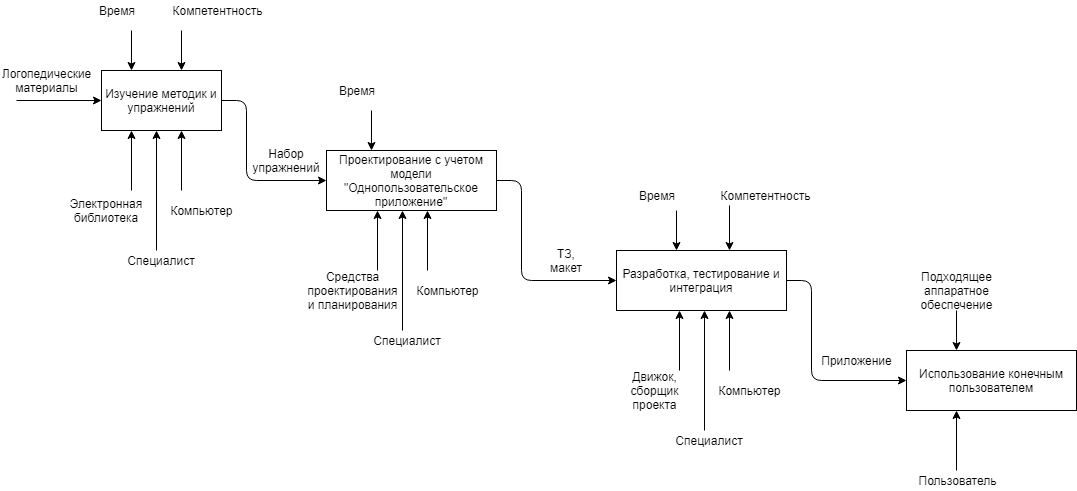 Время
Компетентность
Логопедические
материалы
Изучение методик и
упражнений
Электронная
библиотека
Компьютер
Специалист
Набор
упражнений
Время
Проектирование с учетом
модели
"Однопользовательское
приложение"
Средства
проектирования
и планирования
Компьютер
Специалист
ТЗ,
макет
Время
Компетентность
Разработка, тестирование и
интеграция
Движок,
сборщик
проекта
Компьютер
Специалист
Приложение
Подходящее
аппаратное
обеспечение
Использование конечным
пользователем
Пользователь